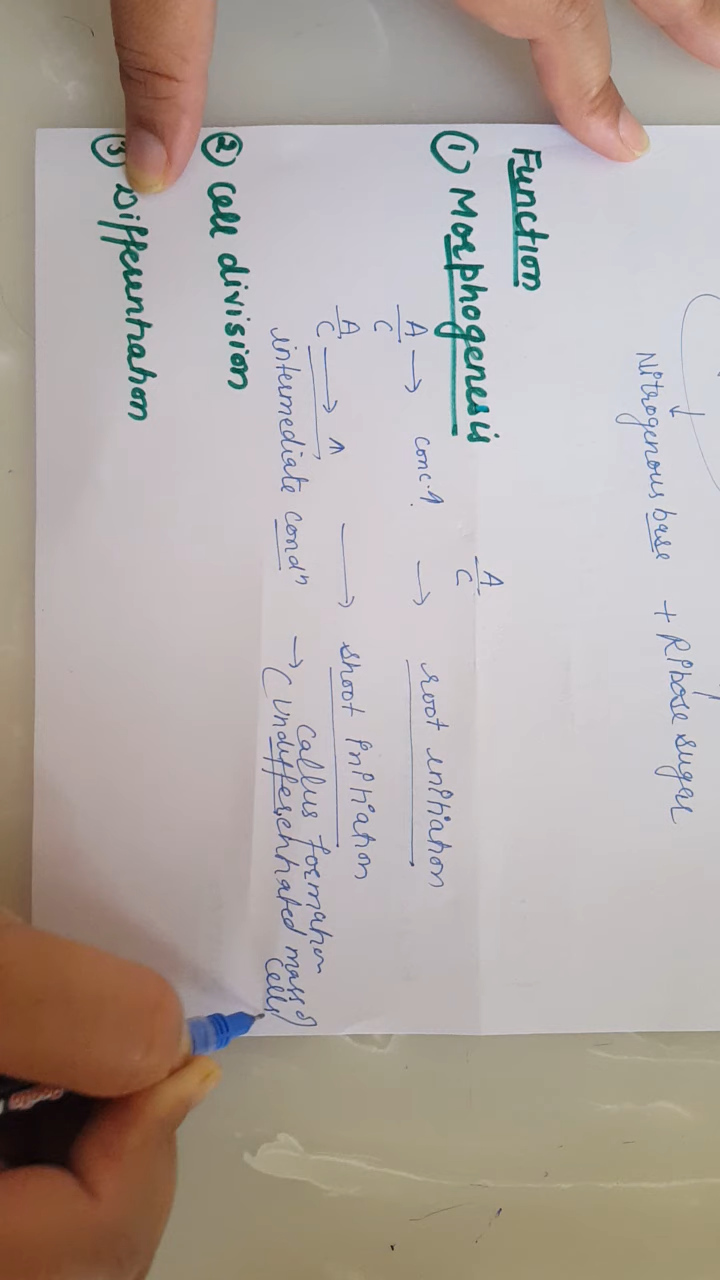 Nitrogenous base + Ribose sugar
Function
A
C
① Morphogenesis
A/C → conc.↑ → root initiation
A/C → ↑ → shoot initiation
intermediate condⁿ → callus formation
(Undifferentiated mass of
cells)
② Cell division
③ Differentiation